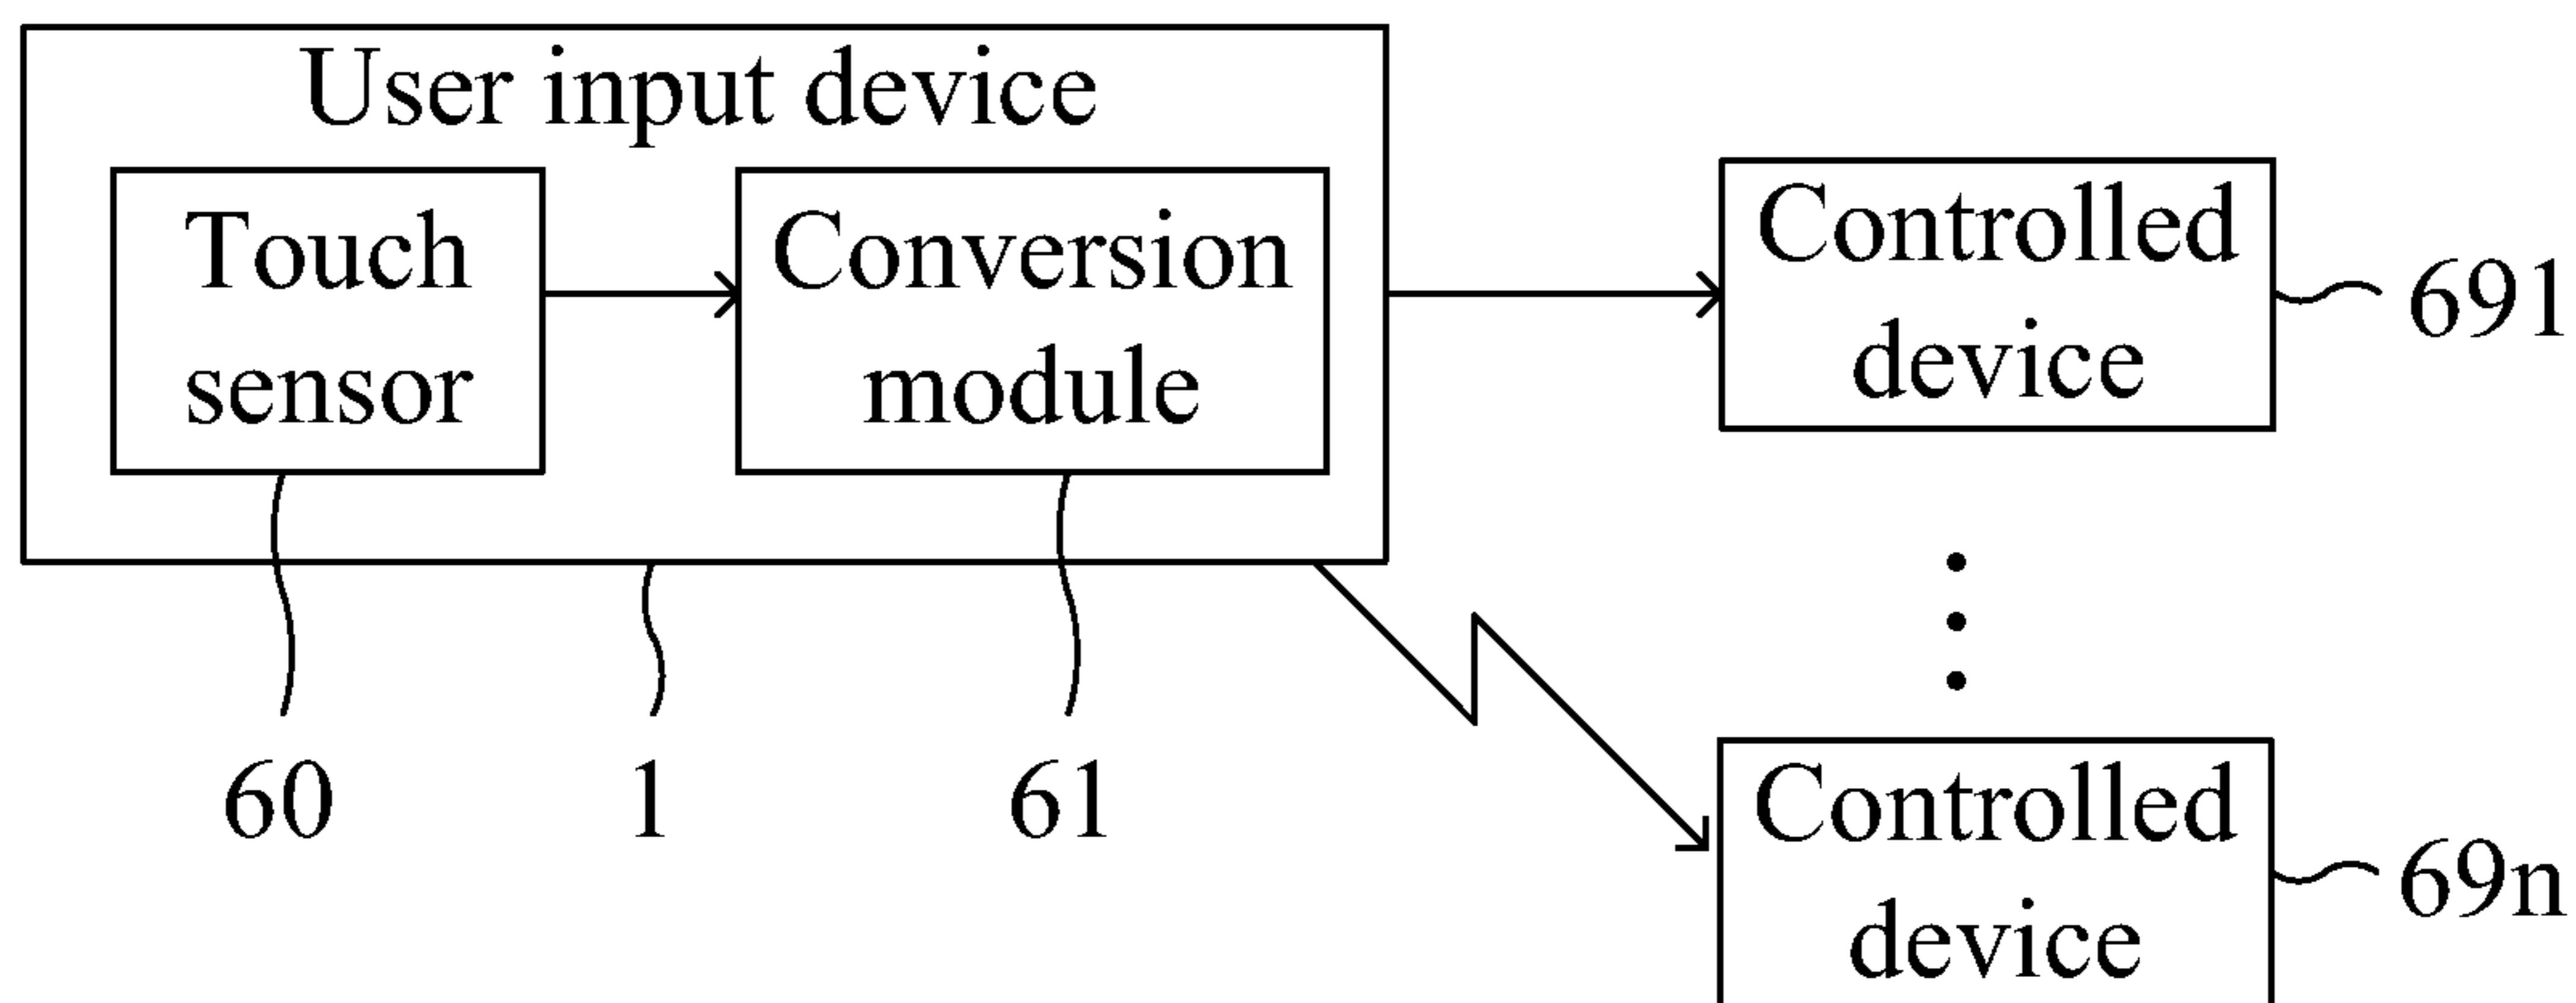 User input device
Touch
sensor
Conversion
module
Controlled
device
691
60
1
61
Controlled
device
69n